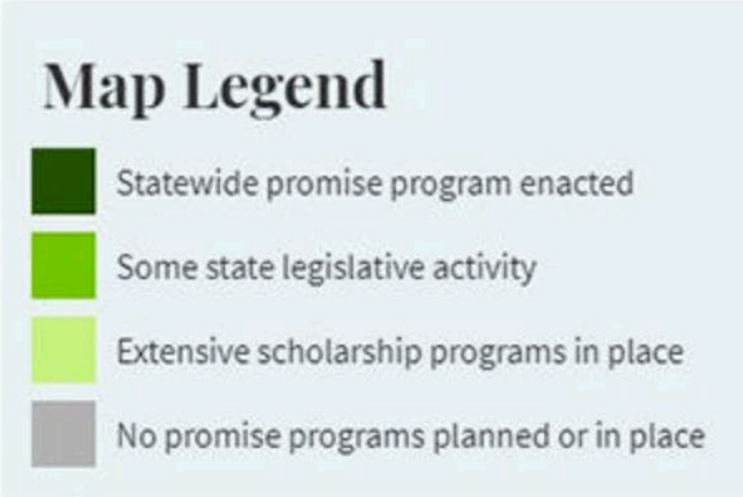 Map Legend
Statewide promise program enacted
Some state legislative activity
Extensive scholarship programs in place
No promise programs planned or in place